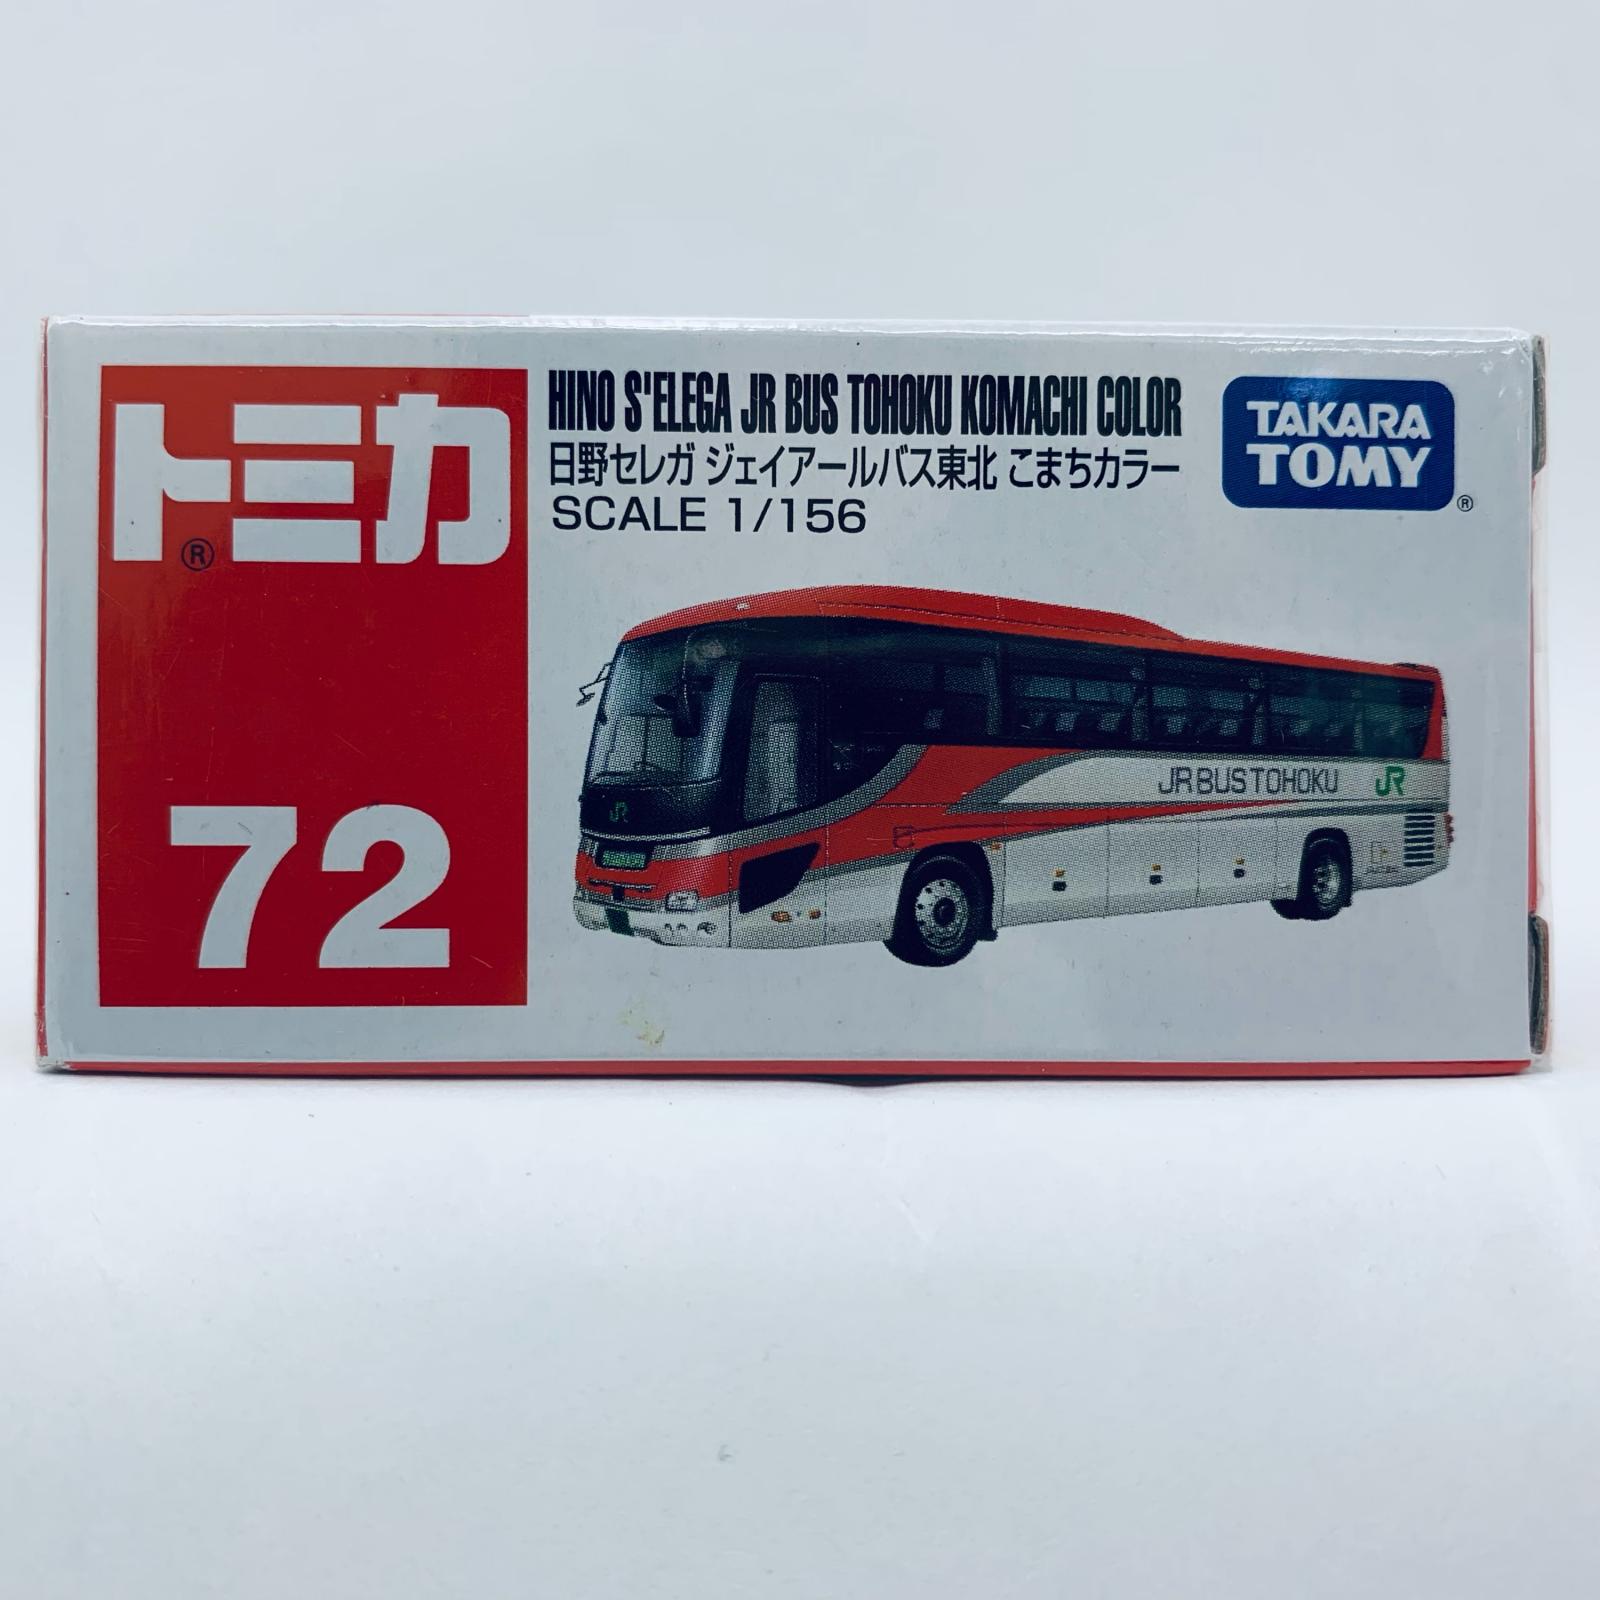 トミカ
®
72
HINO S'ELEGA JR BUS TOHOKU KOMACHI COLOR
日野セレガ ジェイアールバス東北 こまちカラー
SCALE 1/156
TAKARA
TOMY
®
JR BUS TOHOKU JR
JR